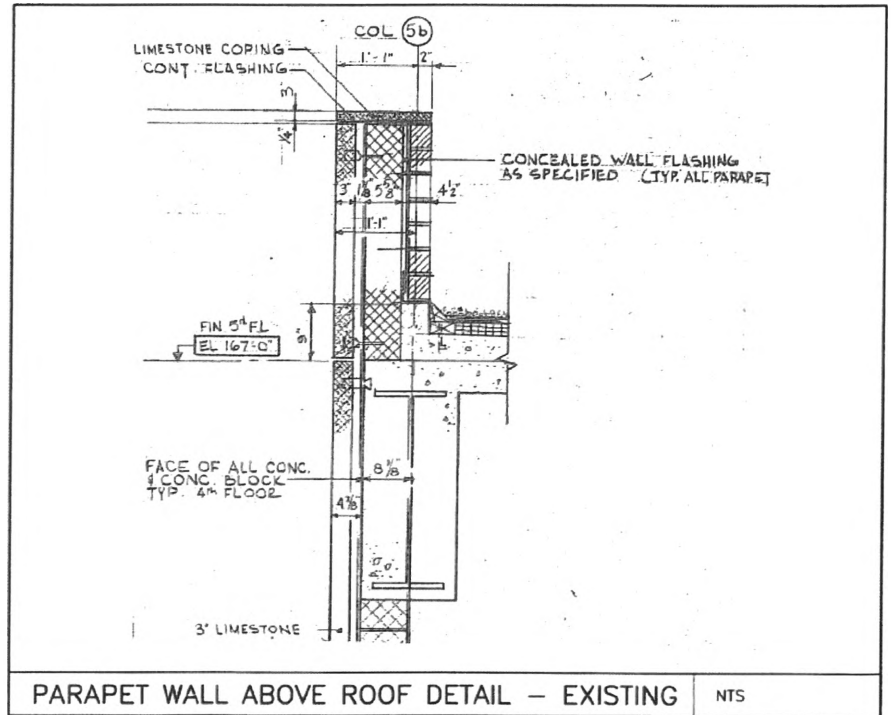 COL 5b
LIMESTONE COPING
CONT. FLASHING
1'-1" 2"
3"
1/4"
CONCEALED WALL FLASHING
AS SPECIFIED (TYP. ALL PARAPET
3" 1 3/8" 5 5/8" 4 1/2"
1'-1"
9"
FIN 5th FL
EL 167'-0"
FACE OF ALL CONC.
& CONC. BLOCK
TYP. 4TH FLOOR
8 5/8"
4 3/8"
3" LIMESTONE
PARAPET WALL ABOVE ROOF DETAIL – EXISTING NTS